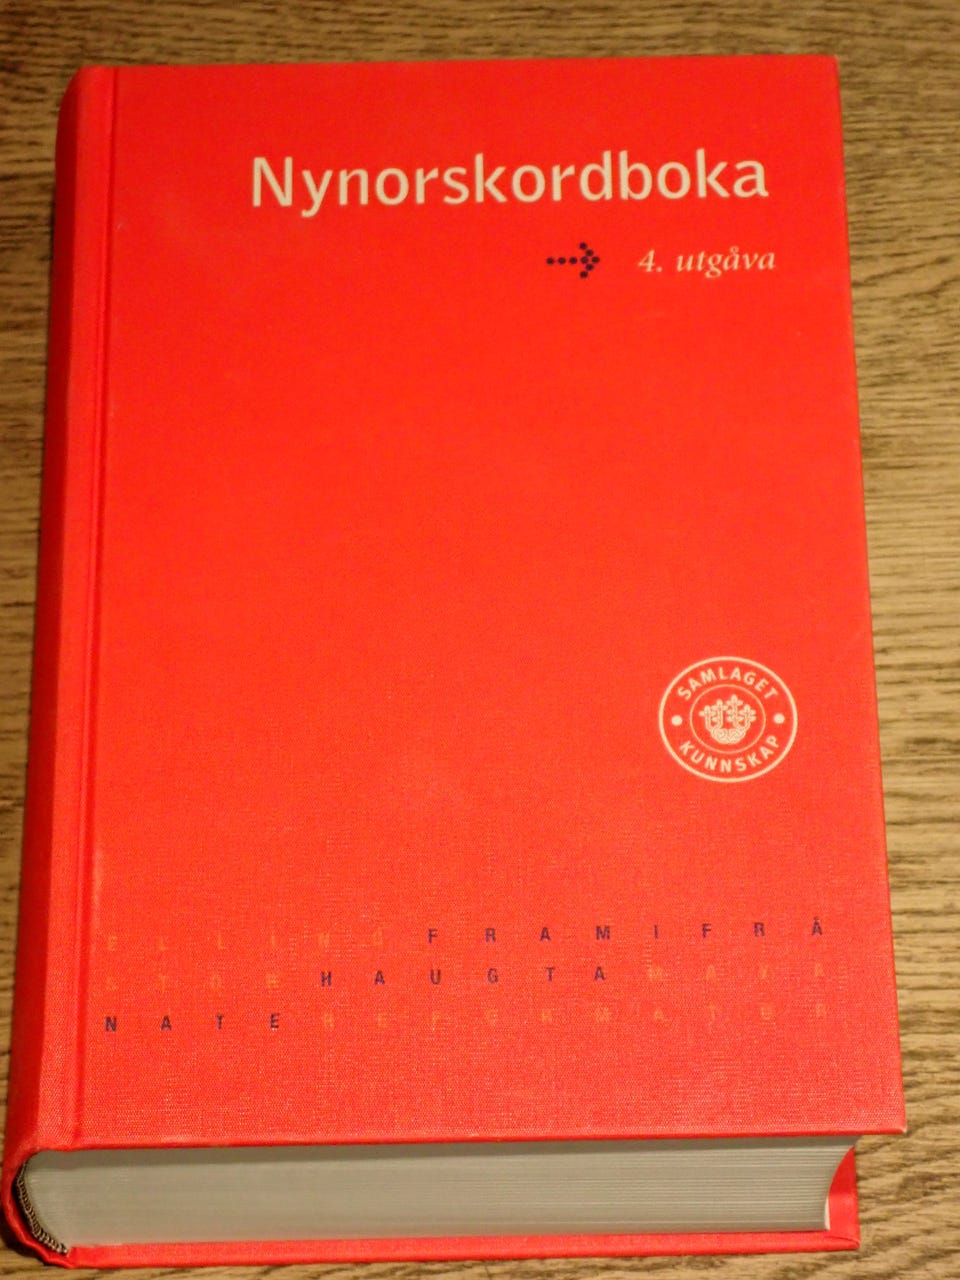 Nynorskordboka
4. utgåva
SAMLAGET
KUNNSKAP
FRAMIFRÅ
HAUGTA
NATE